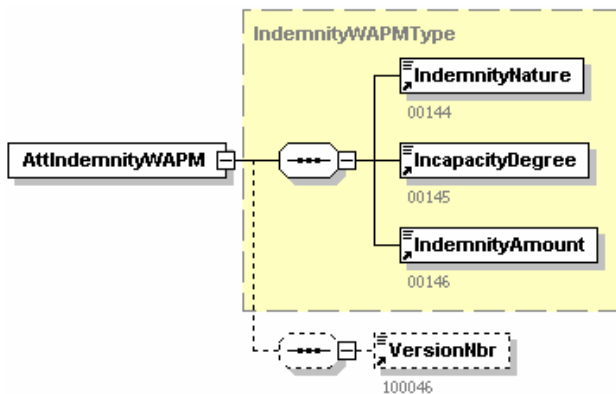 IndemnityWAPMType
IndemnityNature
00144
AttIndemnityWAPM
IncapacityDegree
00145
IndemnityAmount
00146
VersionNbr
100046